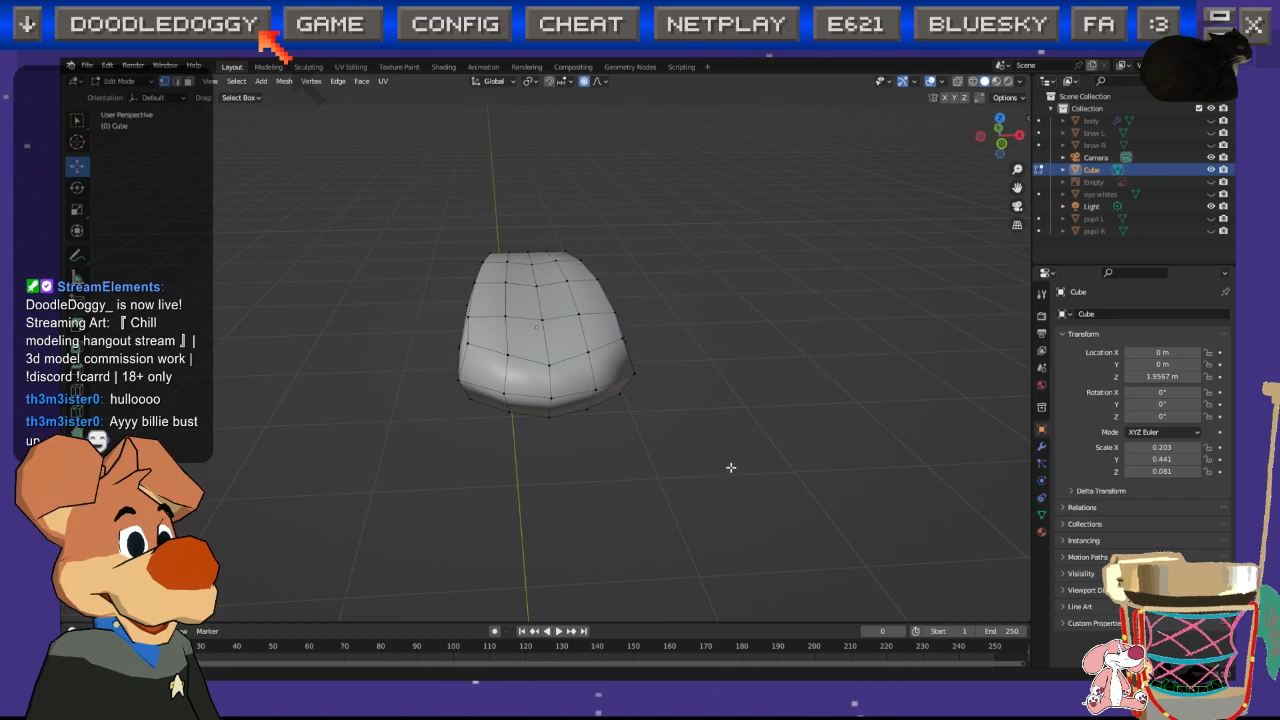 DOODLEDOGGY GAME CONFIG CHEAT NETPLAY E621 BLUESKY FA :3
File Edit Render Window Help Layout Modeling Sculpting UV Editing Texture Paint Shading Animation Rendering Compositing Geometry Nodes Scripting + Scene
Edit Mode View Select Add Mesh Vertex Edge Face UV Global
Orientation: Default Drag: Select Box X Y Z Options
User Perspective
(0) Cube
Scene Collection
Collection
body
brow L
brow R
Camera
Cube
Empty
eye whites
Light
pupil L
pupil R
Cube
Cube
Transform
Location X 0 m
Y 0 m
Z 1.9567 m
Rotation X 0°
Y 0°
Z 0°
Mode XYZ Euler
Scale X 0.203
Y 0.441
Z 0.081
Delta Transform
Relations
Collections
Instancing
Motion Paths
Visibility
Line Art
StreamElements:
DoodleDoggy_ is now live!
Streaming Art: 『 Chill
modeling hangout stream 』|
3d model commission work |
!discord !carrd | 18+ only
th3m3ister0: hulloooo
th3m3ister0: Ayyy billie bust
up
Marker 0 Start 1 End 250
30 40 50 60 70 80 90 100 110 120 130 140 150 160 170 180 190 200 210 220 230 240 250